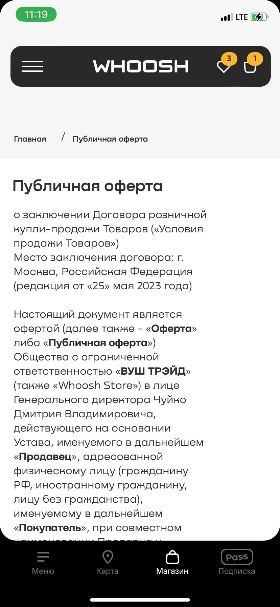 11:19
LTE
WHOOSH
3
1
Главная / Публичная оферта
Публичная оферта
о заключении Договора розничной
купли-продажи Товаров («Условия
продажи Товаров»)
Место заключения договора: г.
Москва, Российская Федерация
(редакция от «25» мая 2023 года)
Настоящий документ является
офертой (далее также - «Оферта»
либо «Публичная оферта»)
Общества с ограниченной
ответственностью «ВУШ ТРЭЙД»
(также «Whoosh Store») в лице
Генерального директора Чуйко
Дмитрия Владимировича,
действующего на основании
Устава, именуемого в дальнейшем
«Продавец», адресованной
физическому лицу (гражданину
РФ, иностранному гражданину,
лицу без гражданства),
именуемому в дальнейшем
«Покупатель», при совместном
Pass
Меню Карта Магазин Подписка